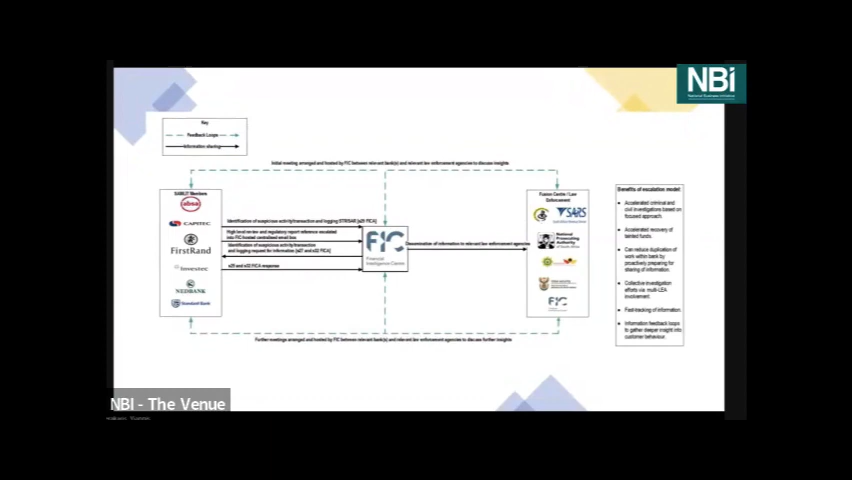 NBi
National Business Initiative
Key
Feedback Loops
Information sharing
Initial meeting arranged and hosted by FIC between relevant bank(s) and relevant law enforcement agencies to discuss insights
SAMLIT Members
absa
CAPITEC
FirstRand
Investec
NEDBANK
Standard Bank
Identification of suspicious activity/transaction and logging STR/SAR [s29 FICA]
High level review and regulatory report reference escalated
into FIC-hosted centralised email box
Identification of suspicious activity/transaction
and logging request for information [s27 and s32 FICA]
s29 and s32 FICA response
FIC
Financial
Intelligence Centre
Dissemination of information to relevant law enforcement agencies
Fusion Centre / Law
Enforcement
SARS
National
Prosecuting
Authority
FIC
Benefits of escalation model:
Accelerated criminal and
civil investigations based on
focused approach.
Accelerated recovery of
tainted funds.
Can reduce duplication of
work within bank by
proactively preparing for
sharing of information.
Collective investigation
efforts via multi-LEA
involvement.
Fast-tracking of information.
Information feedback loops
to gather deeper insight into
customer behaviour.
Further meetings arranged and hosted by FIC between relevant bank(s) and relevant law enforcement agencies to discuss further insights
NBI - The Venue